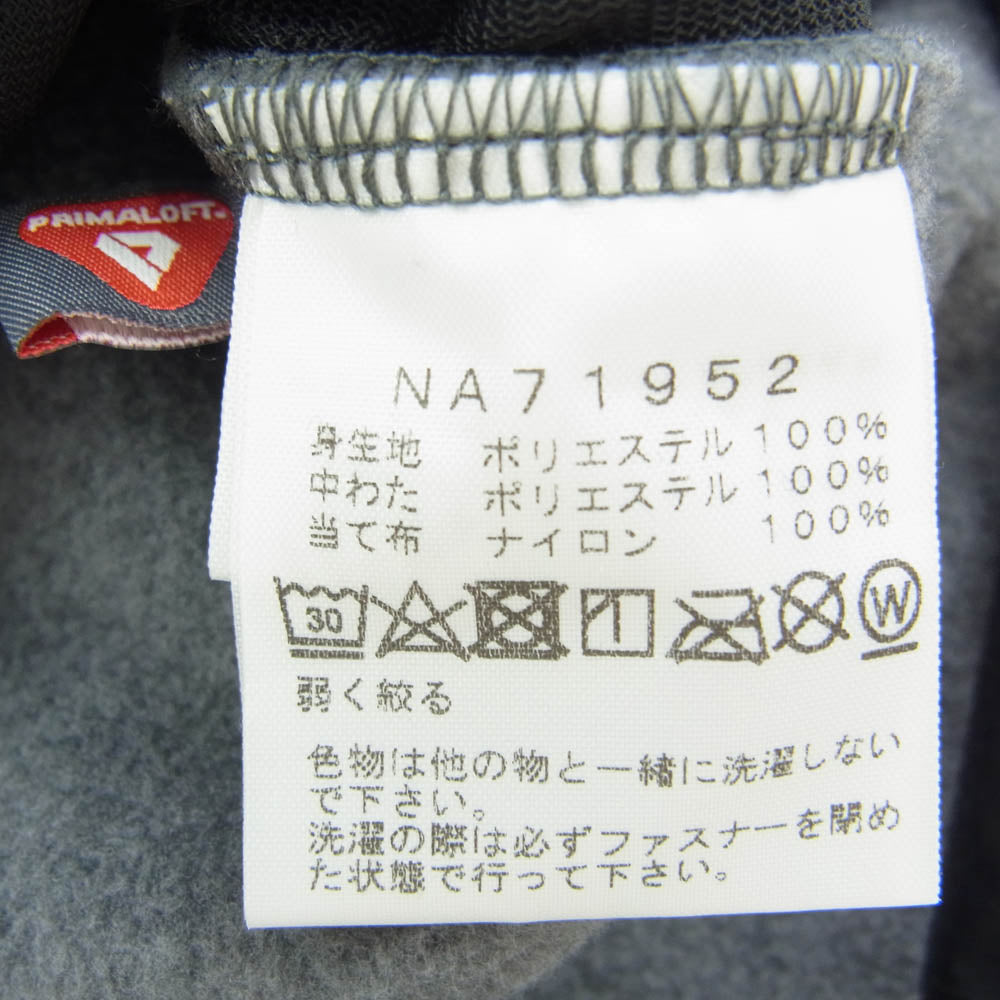 PRIMALOFT®
NA71952
身生地 ポリエステル 100%
中わた ポリエステル 100%
当て布 ナイロン 100%
30 W
弱く絞る
色物は他の物と一緒に洗濯しない
で下さい。
洗濯の際は必ずファスナーを閉め
た状態で行って下さい。